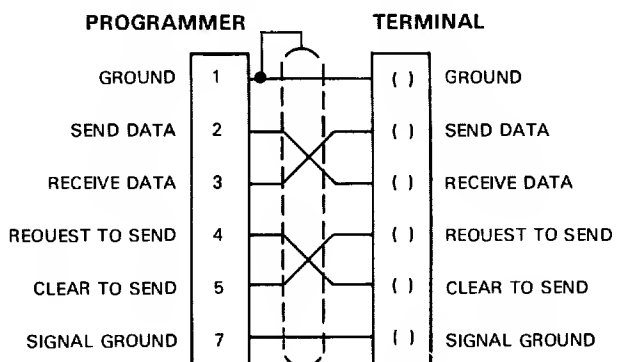 PROGRAMMER TERMINAL
GROUND 1 ( ) GROUND
SEND DATA 2 ( ) SEND DATA
RECEIVE DATA 3 ( ) RECEIVE DATA
REOUEST TO SEND 4 ( ) REOUEST TO SEND
CLEAR TO SEND 5 ( ) CLEAR TO SEND
SIGNAL GROUND 7 ( ) SIGNAL GROUND